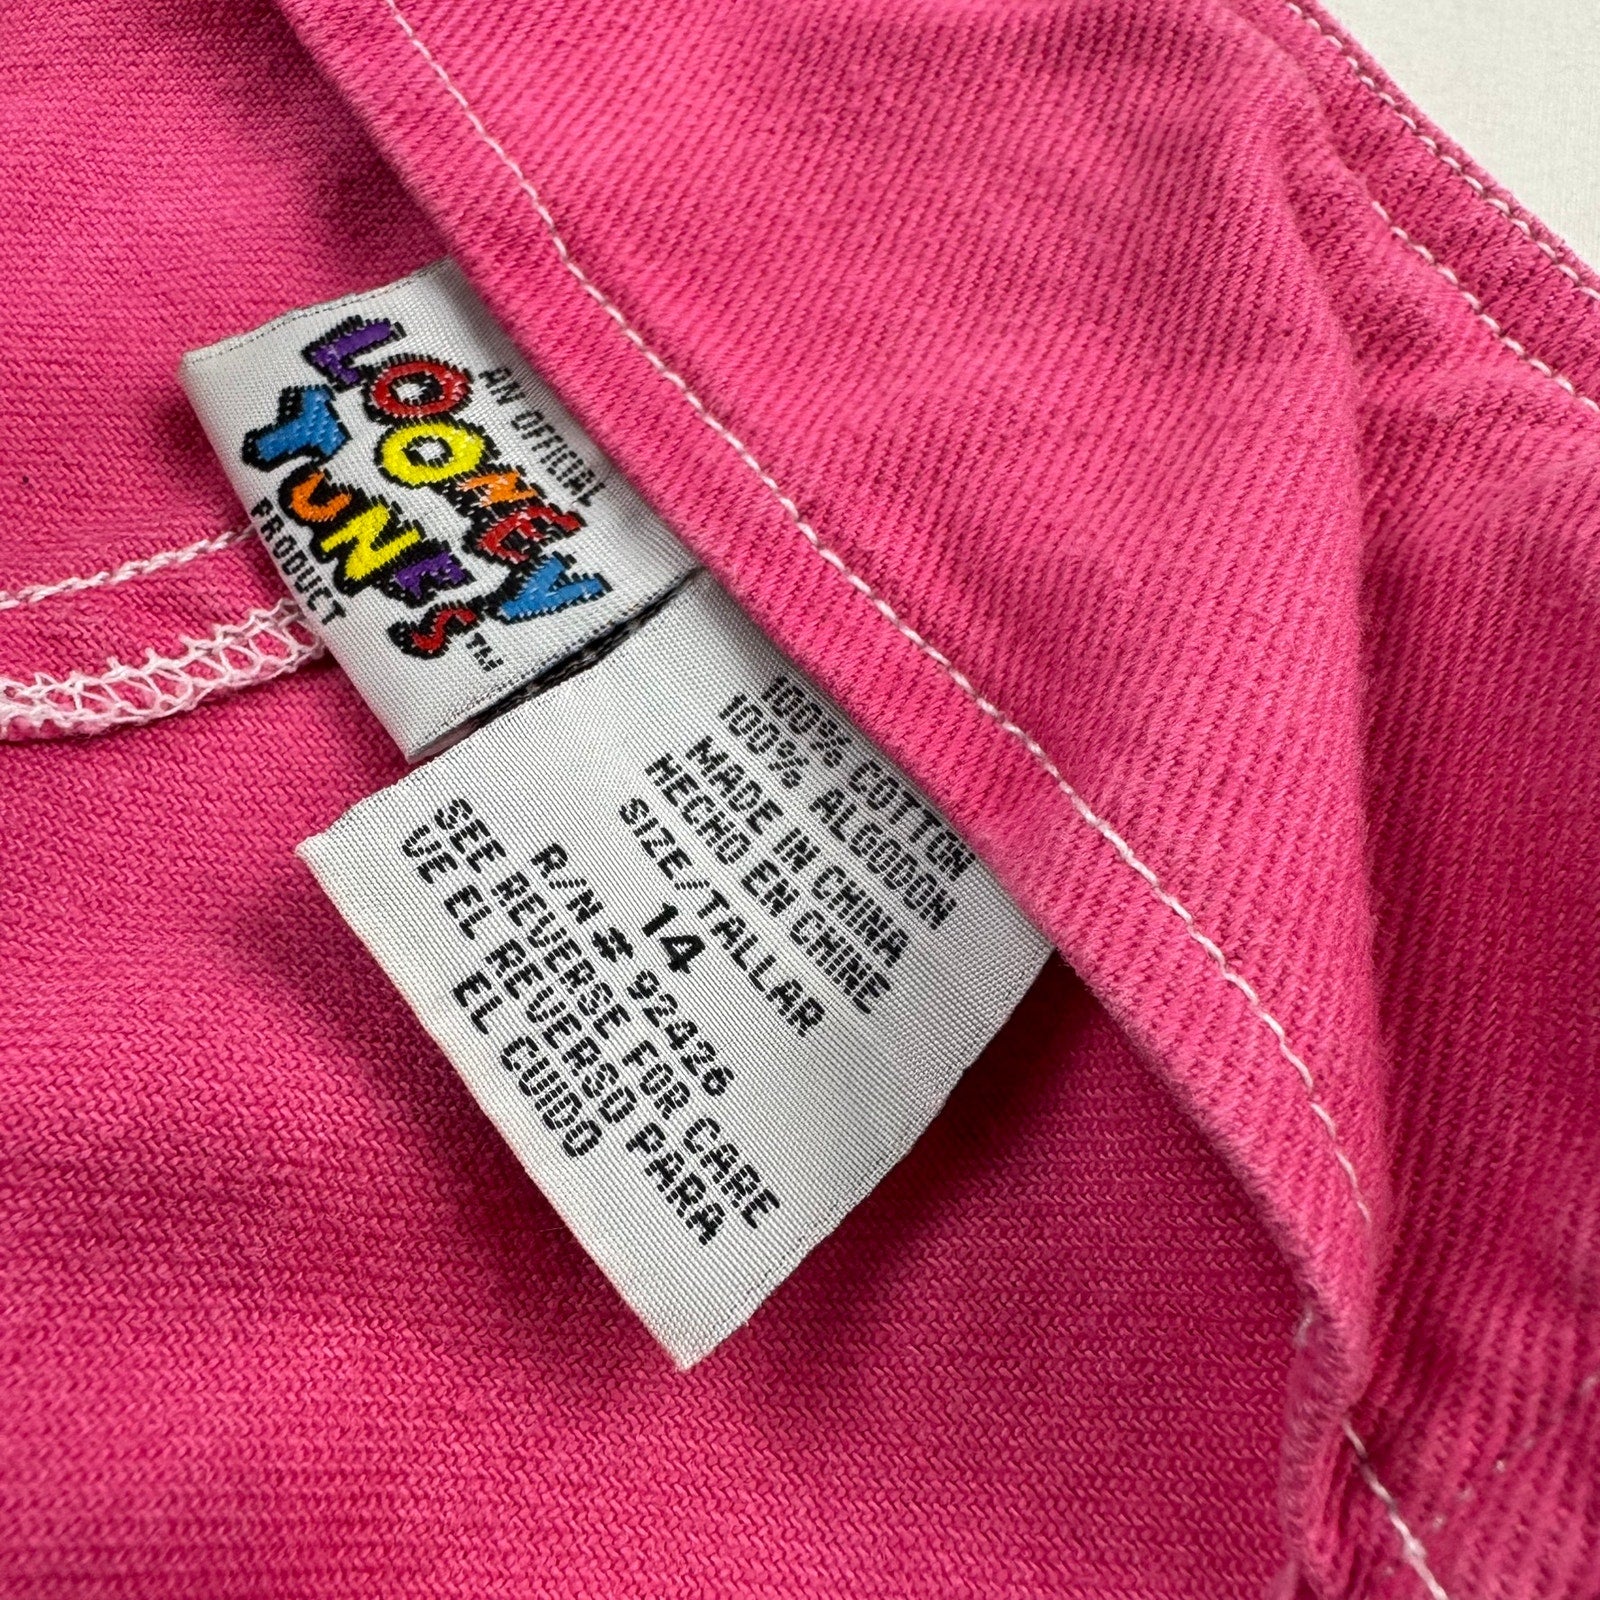 AN OFFICIAL
LOONEY
TUNES™
PRODUCT
100% COTTON
100% ALGODON
MADE IN CHINA
HECHO EN CHINE
SIZE/TALLAR
14
R/N # 92426
SEE REVERSE FOR CARE
UE EL REVERSO PARA
EL CUIDO